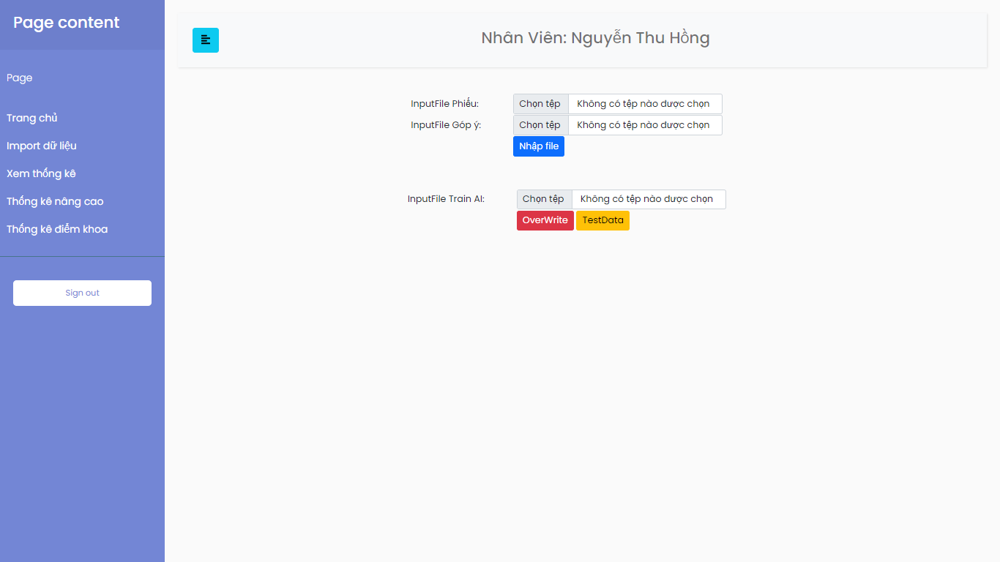 Page content
Nhân Viên: Nguyễn Thu Hồng
Page
Trang chủ
Import dữ liệu
Xem thống kê
Thống kê nâng cao
Thống kê điểm khoa
Sign out
InputFile Phiếu: Chọn tệp Không có tệp nào được chọn
InputFile Góp ý: Chọn tệp Không có tệp nào được chọn
Nhập file
InputFile Train AI: Chọn tệp Không có tệp nào được chọn
OverWrite TestData